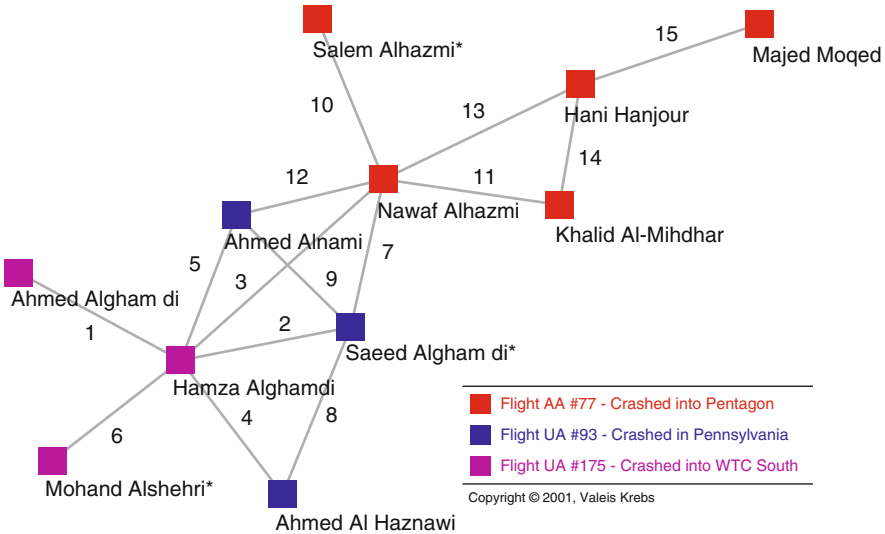 Salem Alhazmi*
15
Majed Moqed
10
13
Hani Hanjour
14
12
11
Nawaf Alhazmi
Khalid Al-Mihdhar
Ahmed Alnami
7
5
3
9
Ahmed Algham di
1
2
Saeed Algham di*
Hamza Alghamdi
4
8
6
Mohand Alshehri*
Ahmed Al Haznawi
Flight AA #77 - Crashed into Pentagon
Flight UA #93 - Crashed in Pennsylvania
Flight UA #175 - Crashed into WTC South
Copyright © 2001, Valeis Krebs